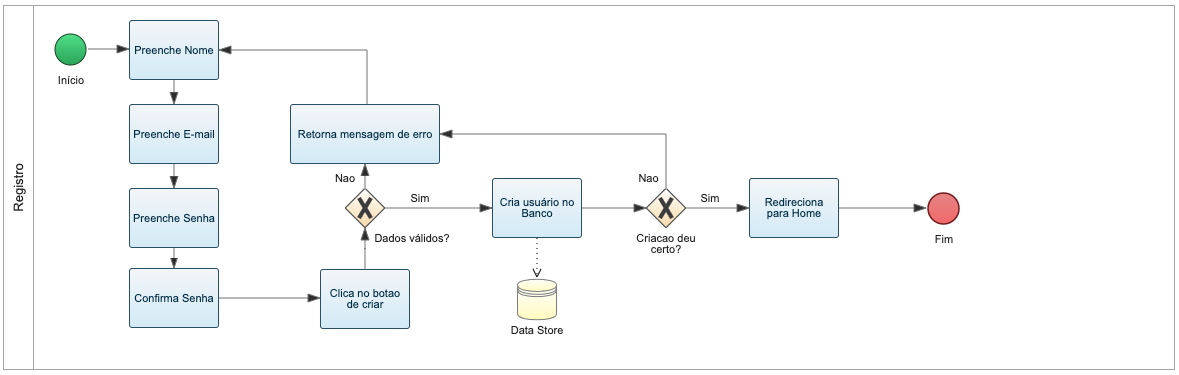 Registro
Início
Preenche Nome
Preenche E-mail
Preenche Senha
Confirma Senha
Clica no botao
de criar
Dados válidos?
Nao
Retorna mensagem de erro
Sim
Cria usuário no
Banco
Data Store
Criacao deu
certo?
Nao
Sim
Redireciona
para Home
Fim